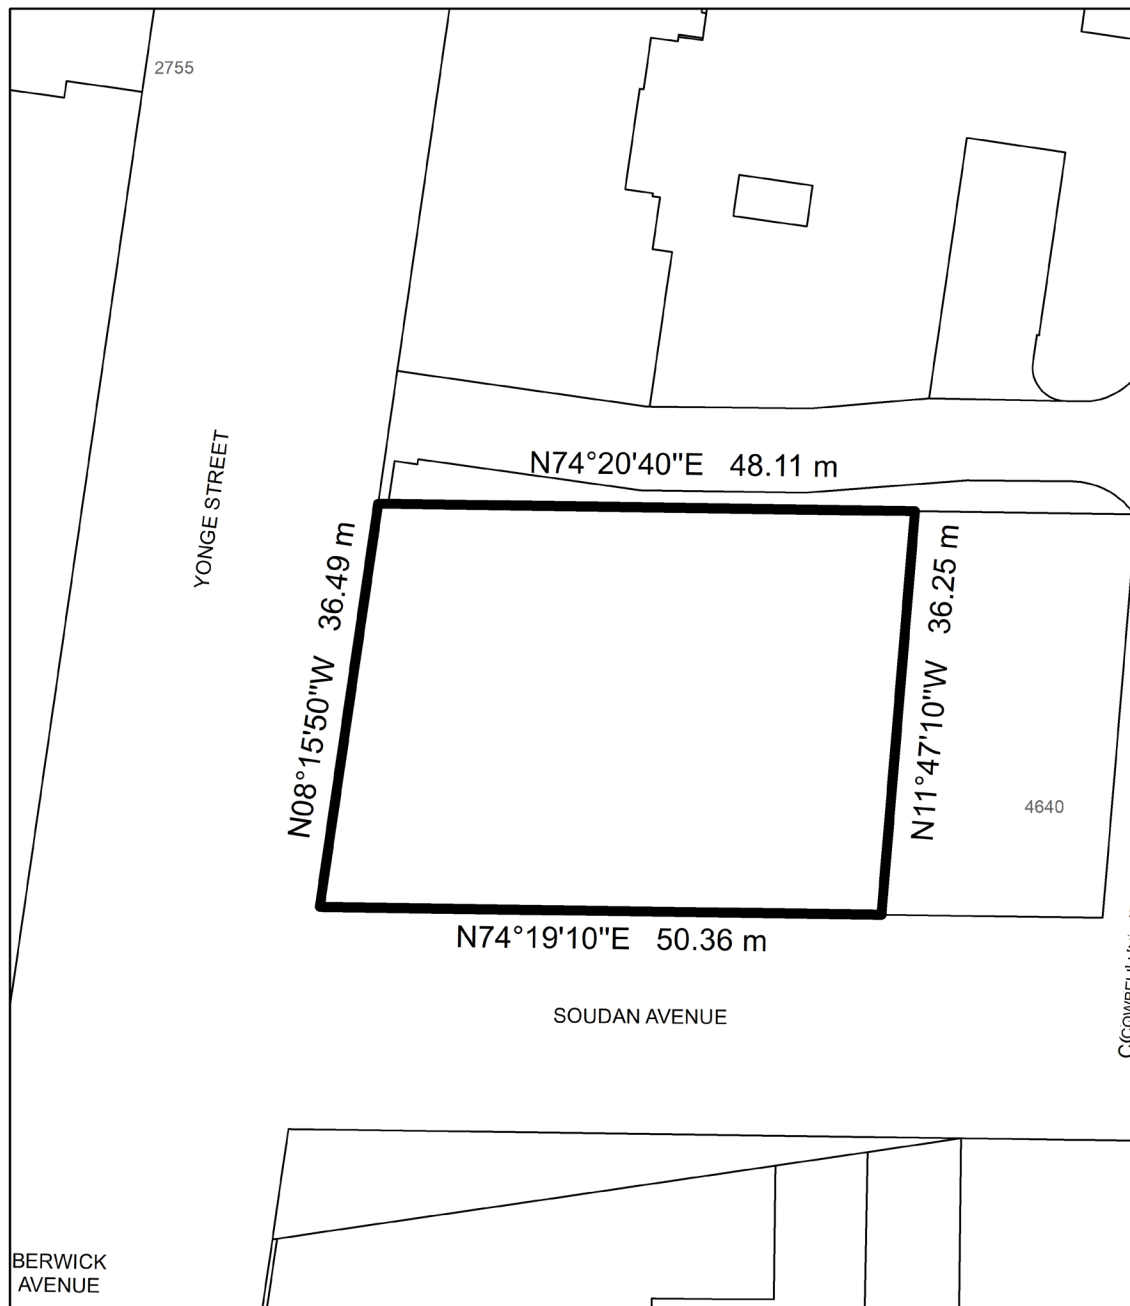 2755
YONGE STREET
N74°20'40"E 48.11 m
N08°15'50"W 36.49 m
N11°47'10"W 36.25 m
4640
N74°19'10"E 50.36 m
SOUDAN AVENUE
BERWICK
AVENUE